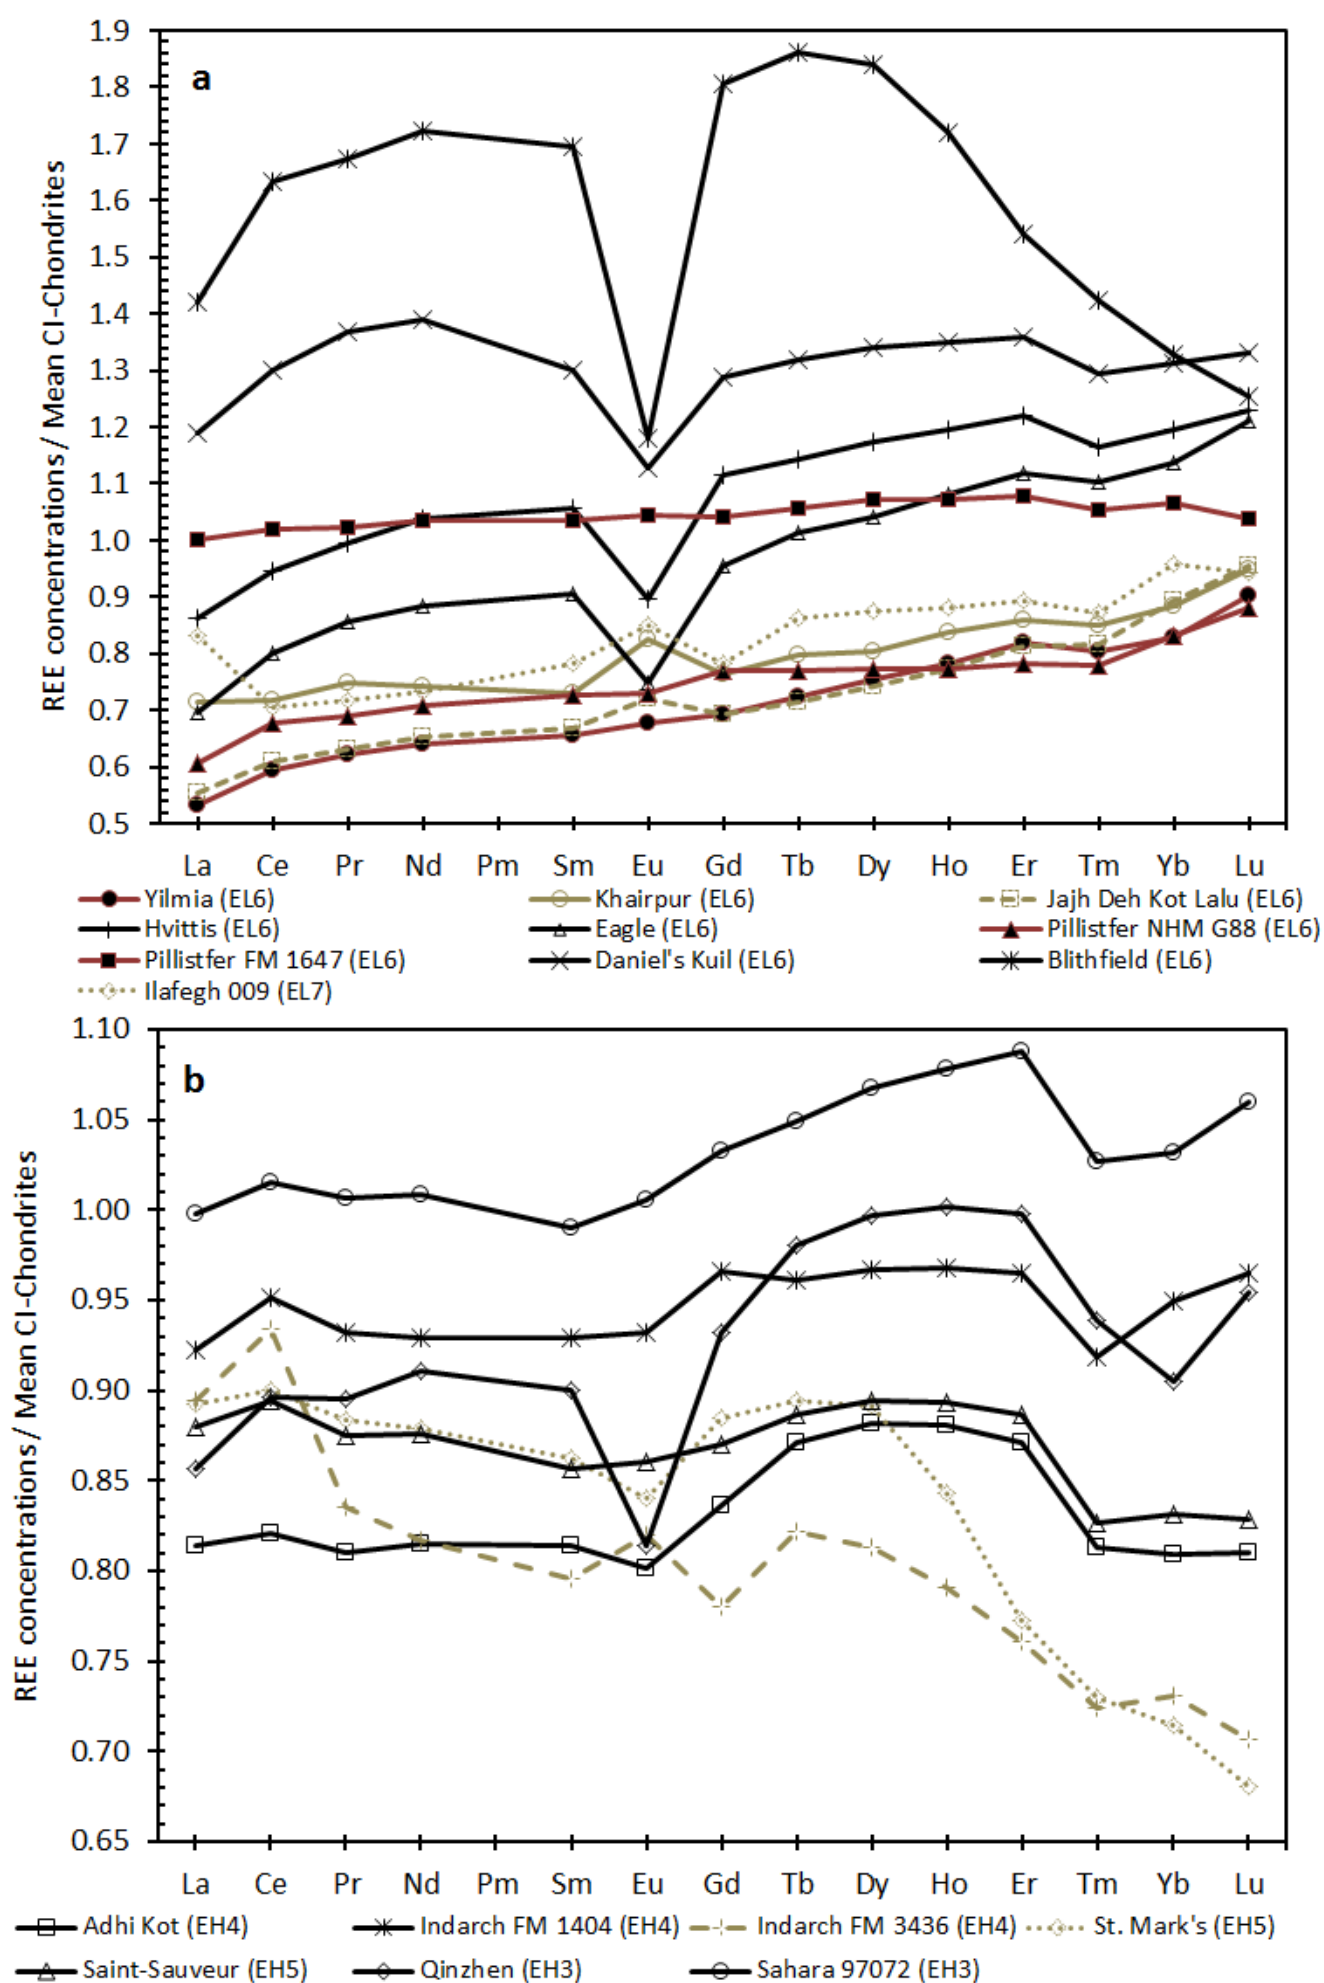 a
REE concentrations / Mean CI-Chondrites
1.9
1.8
1.7
1.6
1.5
1.4
1.3
1.2
1.1
1.0
0.9
0.8
0.7
0.6
0.5
La Ce Pr Nd Pm Sm Eu Gd Tb Dy Ho Er Tm Yb Lu
Yilmia (EL6) Khairpur (EL6) Jajh Deh Kot Lalu (EL6)
Hvittis (EL6) Eagle (EL6) Pillistfer NHM G88 (EL6)
Pillistfer FM 1647 (EL6) Daniel's Kuil (EL6) Blithfield (EL6)
Ilafegh 009 (EL7)
b
REE concentrations / Mean CI-Chondrites
1.10
1.05
1.00
0.95
0.90
0.85
0.80
0.75
0.70
0.65
La Ce Pr Nd Pm Sm Eu Gd Tb Dy Ho Er Tm Yb Lu
Adhi Kot (EH4) Indarch FM 1404 (EH4) Indarch FM 3436 (EH4) St. Mark's (EH5)
Saint-Sauveur (EH5) Qinzhen (EH3) Sahara 97072 (EH3)